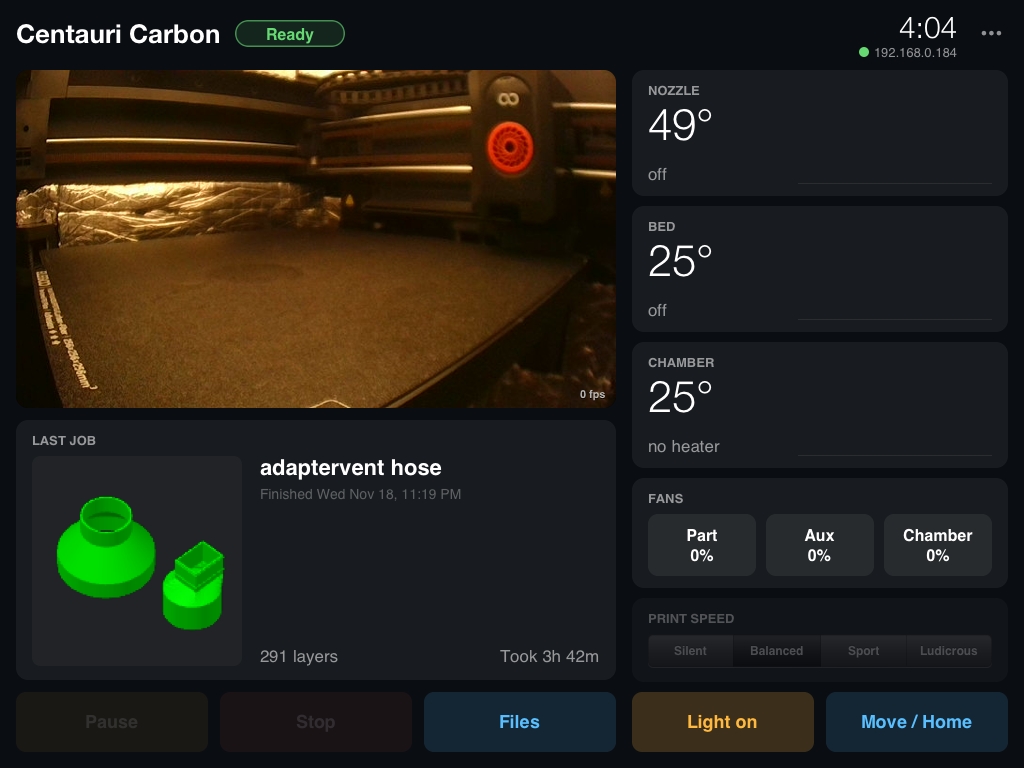 Centauri Carbon
Ready
4:04
192.168.0.184
0 fps
NOZZLE
49°
off
BED
25°
off
CHAMBER
25°
no heater
LAST JOB
adaptervent hose
Finished Wed Nov 18, 11:19 PM
291 layers
Took 3h 42m
FANS
Part
0%
Aux
0%
Chamber
0%
PRINT SPEED
Silent
Balanced
Sport
Ludicrous
Pause
Stop
Files
Light on
Move / Home